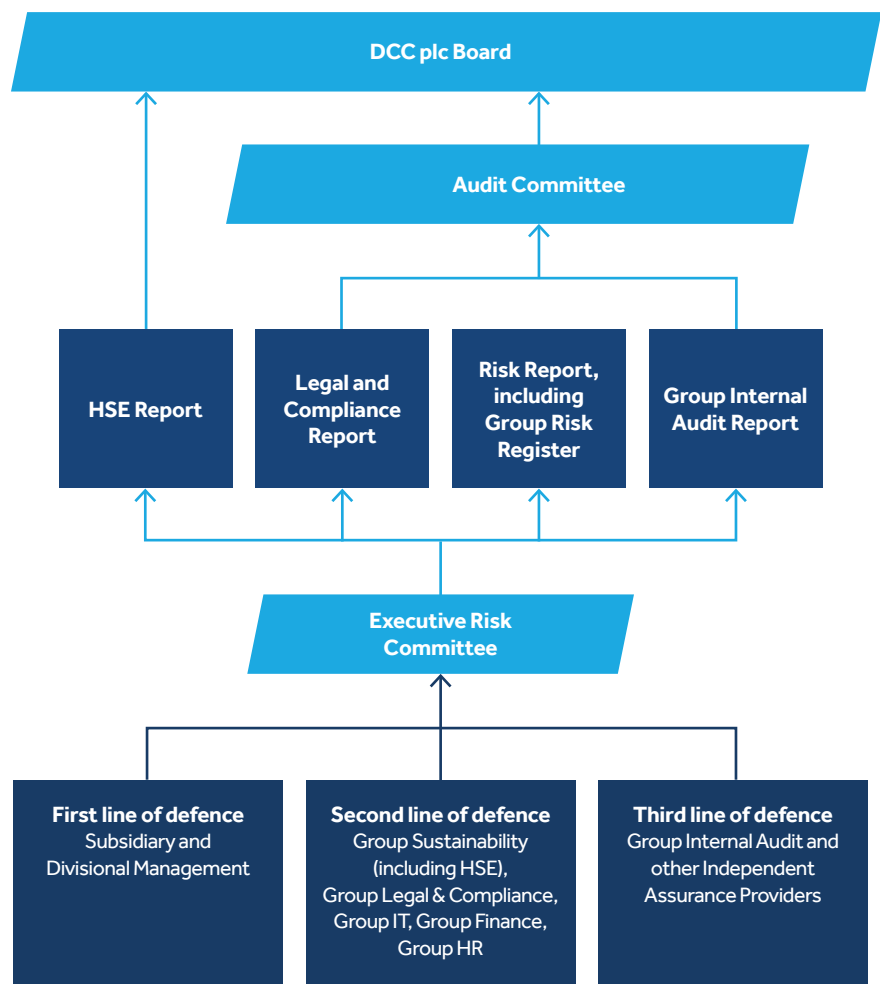 DCC plc Board
Audit Committee
HSE Report
Legal and
Compliance
Report
Risk Report,
including
Group Risk
Register
Group Internal
Audit Report
Executive Risk
Committee
First line of defence
Subsidiary and
Divisional Management
Second line of defence
Group Sustainability
(including HSE),
Group Legal & Compliance,
Group IT, Group Finance,
Group HR
Third line of defence
Group Internal Audit and
other Independent
Assurance Providers